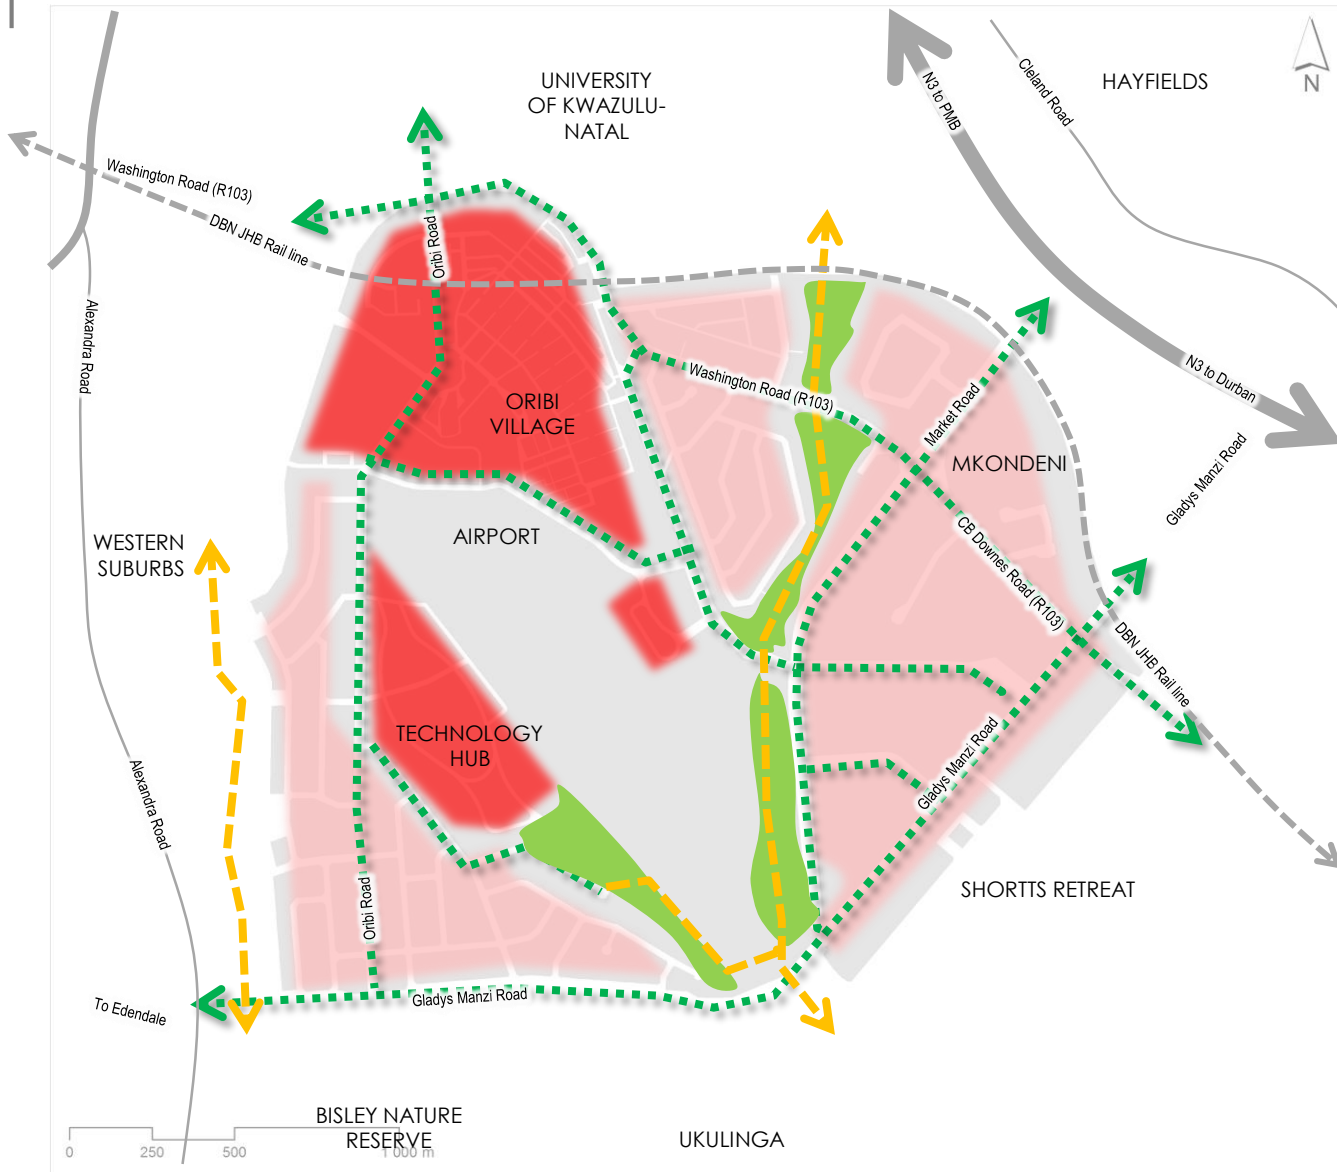 UNIVERSITY
OF KWAZULU-
NATAL
HAYFIELDS
N
Cleland Road
N3 to PMB
Washington Road (R103)
DBN JHB Rail line
Oribi Road
Alexandra Road
N3 to Durban
Washington Road (R103)
Market Road
ORIBI
VILLAGE
MKONDENI
Gladys Manzi Road
AIRPORT
WESTERN
SUBURBS
CB Downes Road (R103)
DBN JHB Rail line
TECHNOLOGY
HUB
Gladys Manzi Road
Alexandra Road
Oribi Road
SHORTTS RETREAT
Gladys Manzi Road
To Edendale
BISLEY NATURE
RESERVE
UKULINGA
0 250 500 1 000 m